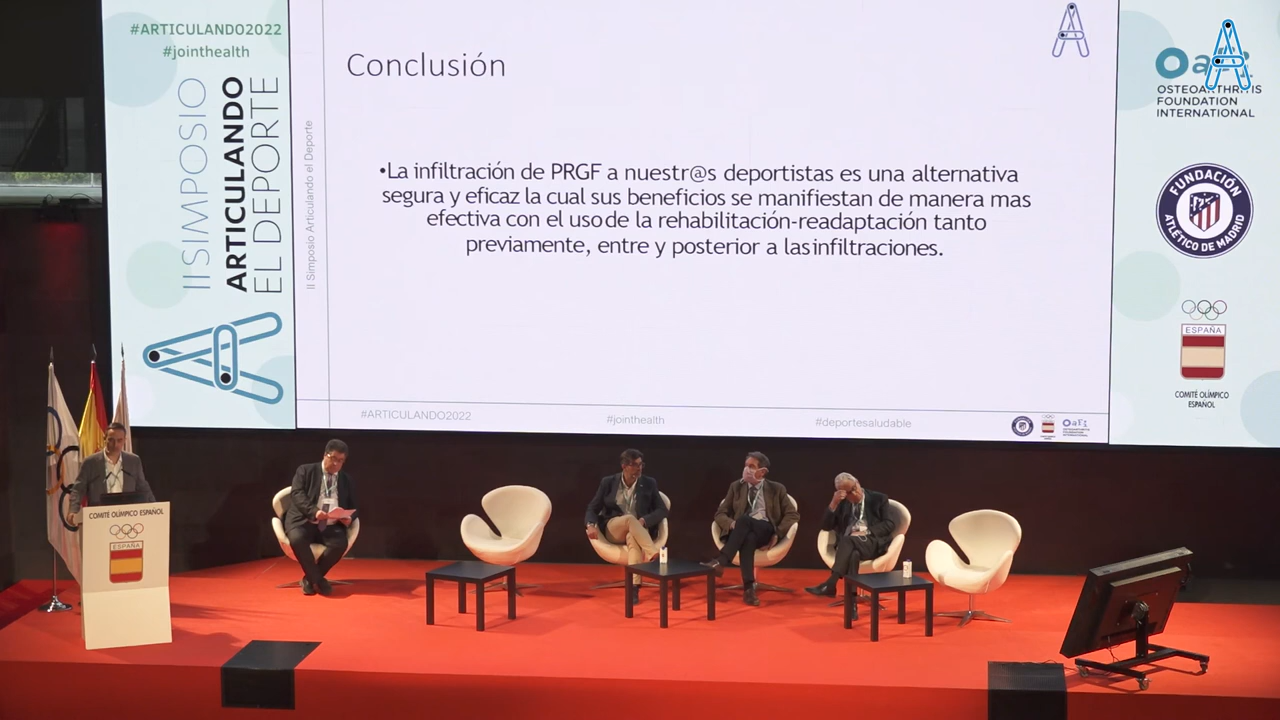 #ARTICULANDO2022
#jointhealth
II SIMPOSIO
ARTICULANDO
EL DEPORTE
II Simposio Articulando el Deporte
Conclusión
•La infiltración de PRGF a nuestr@s deportistas es una alternativa
segura y eficaz la cual sus beneficios se manifiestan de manera mas
efectiva con el uso de la rehabilitación-readaptación tanto
previamente, entre y posterior a las infiltraciones.
#ARTICULANDO2022
#jointhealth
#deportesaludable
OSTEOARTHRITIS
FOUNDATION
INTERNATIONAL
FUNDACIÓN
ATLÉTICO DE MADRID
ESPAÑA
COMITÉ OLÍMPICO
ESPAÑOL
COMITÉ OLÍMPICO ESPAÑOL
ESPAÑA